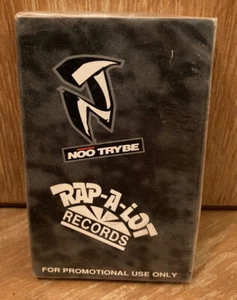 NOO TRYBE
RAP-A-LOT
RECORDS
FOR PROMOTIONAL USE ONLY